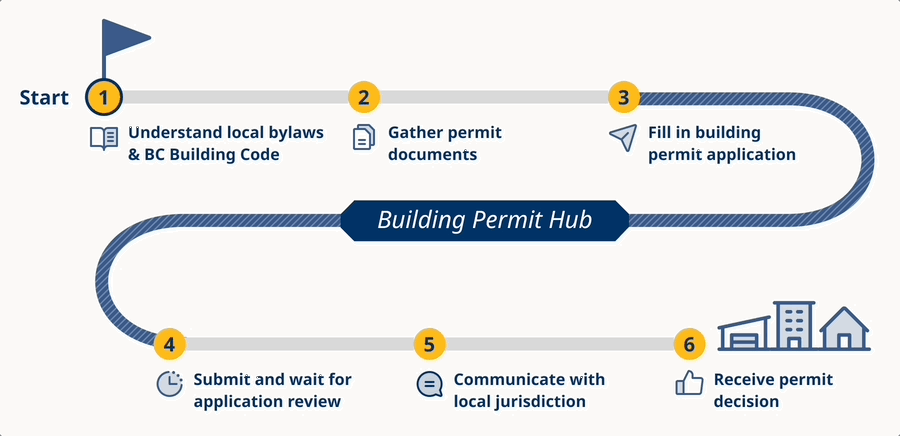 Start
1
2
3
Understand local bylaws
& BC Building Code
Gather permit
documents
Fill in building
permit application
Building Permit Hub
4
5
6
Submit and wait for
application review
Communicate with
local jurisdiction
Receive permit
decision